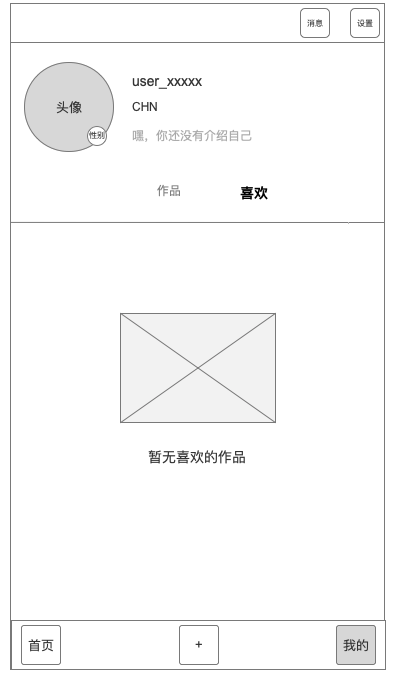 消息 设置
user_xxxxx
头像
CHN
性别
嘿，你还没有介绍自己
作品 喜欢
暂无喜欢的作品
首页 + 我的